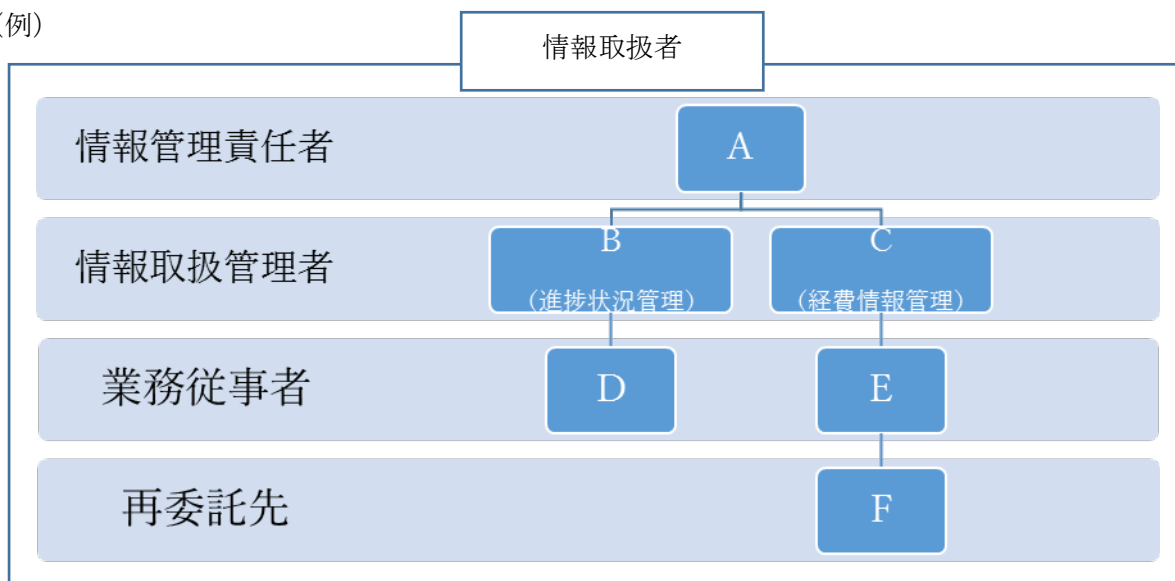 (例)
情報取扱者
情報管理責任者
A
情報取扱管理者
B
(進捗状況管理)
C
(経費情報管理)
業務従事者
D
E
再委託先
F